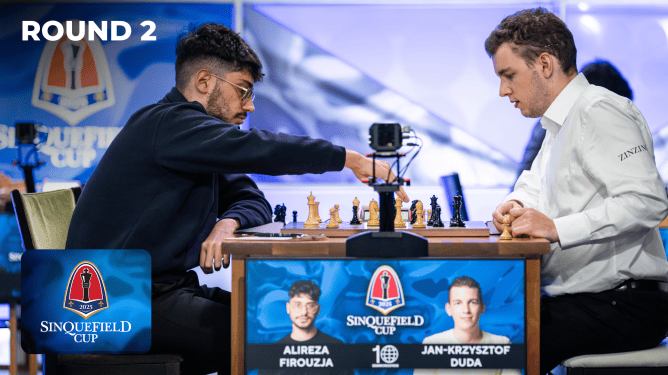 ROUND 2
SINQUEFIELD
CUP
ZINZINO
2025
SINQUEFIELD
CUP
2025
SINQUEFIELD
CUP
ALIREZA
FIROUZJA
10
JAN-KRZYSZTOF
DUDA